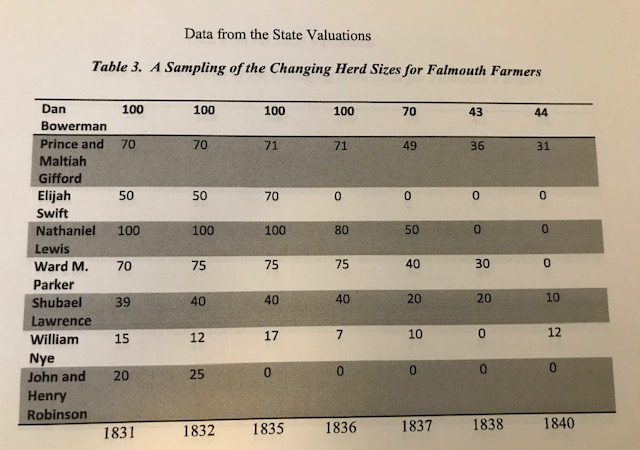 Data from the State Valuations
Table 3. A Sampling of the Changing Herd Sizes for Falmouth Farmers
Dan 100 100 100 100 70 43 44
Bowerman
Prince and 70 70 71 71 49 36 31
Maltiah
Gifford
Elijah 50 50 70 0 0 0 0
Swift
Nathaniel 100 100 100 80 50 0 0
Lewis
Ward M. 70 75 75 75 40 30 0
Parker
Shubael 39 40 40 40 20 20 10
Lawrence
William 15 12 17 7 10 0 12
Nye
John and 20 25 0 0 0 0 0
Henry
Robinson
1831 1832 1835 1836 1837 1838 1840